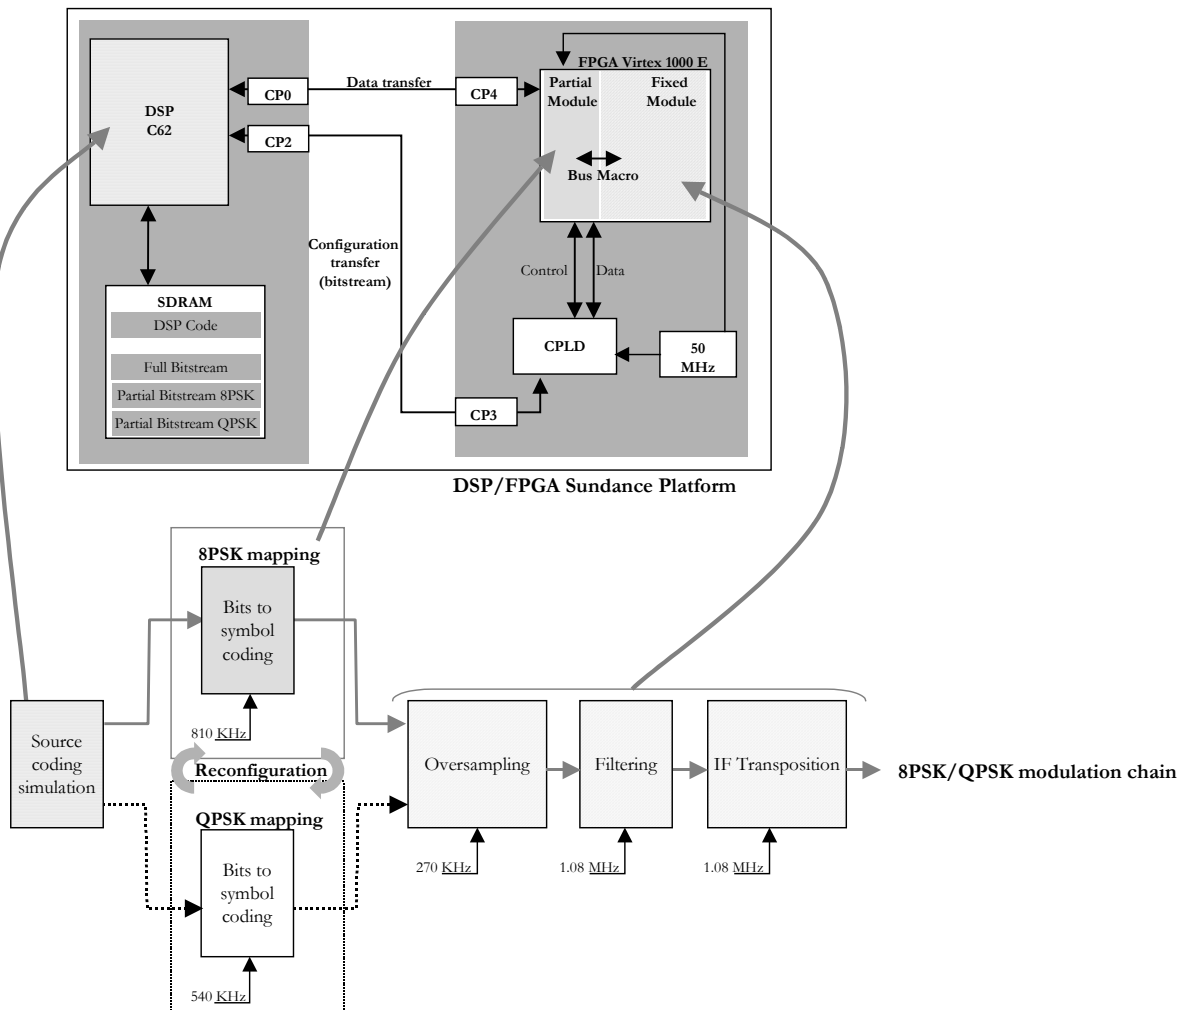 DSP
C62
CP0
CP2
Data transfer
CP4
FPGA Virtex 1000 E
Partial
Module
Fixed
Module
Bus Macro
Configuration
transfer
(bitstream)
Control
Data
SDRAM
DSP Code
Full Bitstream
Partial Bitstream 8PSK
Partial Bitstream QPSK
CPLD
50
MHz
CP3
DSP/FPGA Sundance Platform
8PSK mapping
Bits to
symbol
coding
810 KHz
Reconfiguration
QPSK mapping
Bits to
symbol
coding
540 KHz
Source
coding
simulation
Oversampling
Filtering
IF Transposition
8PSK/QPSK modulation chain
270 KHz
1.08 MHz
1.08 MHz